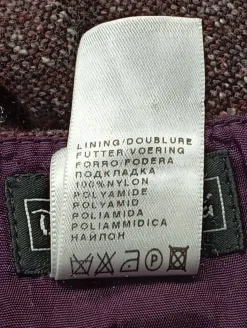 LINING/DOUBLURE
FUTTER/VOERING
FORRO/FODERA
ПОДКЛАДКА
100%NYLON
POLYAMIDE
POLYAMID
POLIAMIDA
POLIAMMIDICA
НАЙЛОН
P